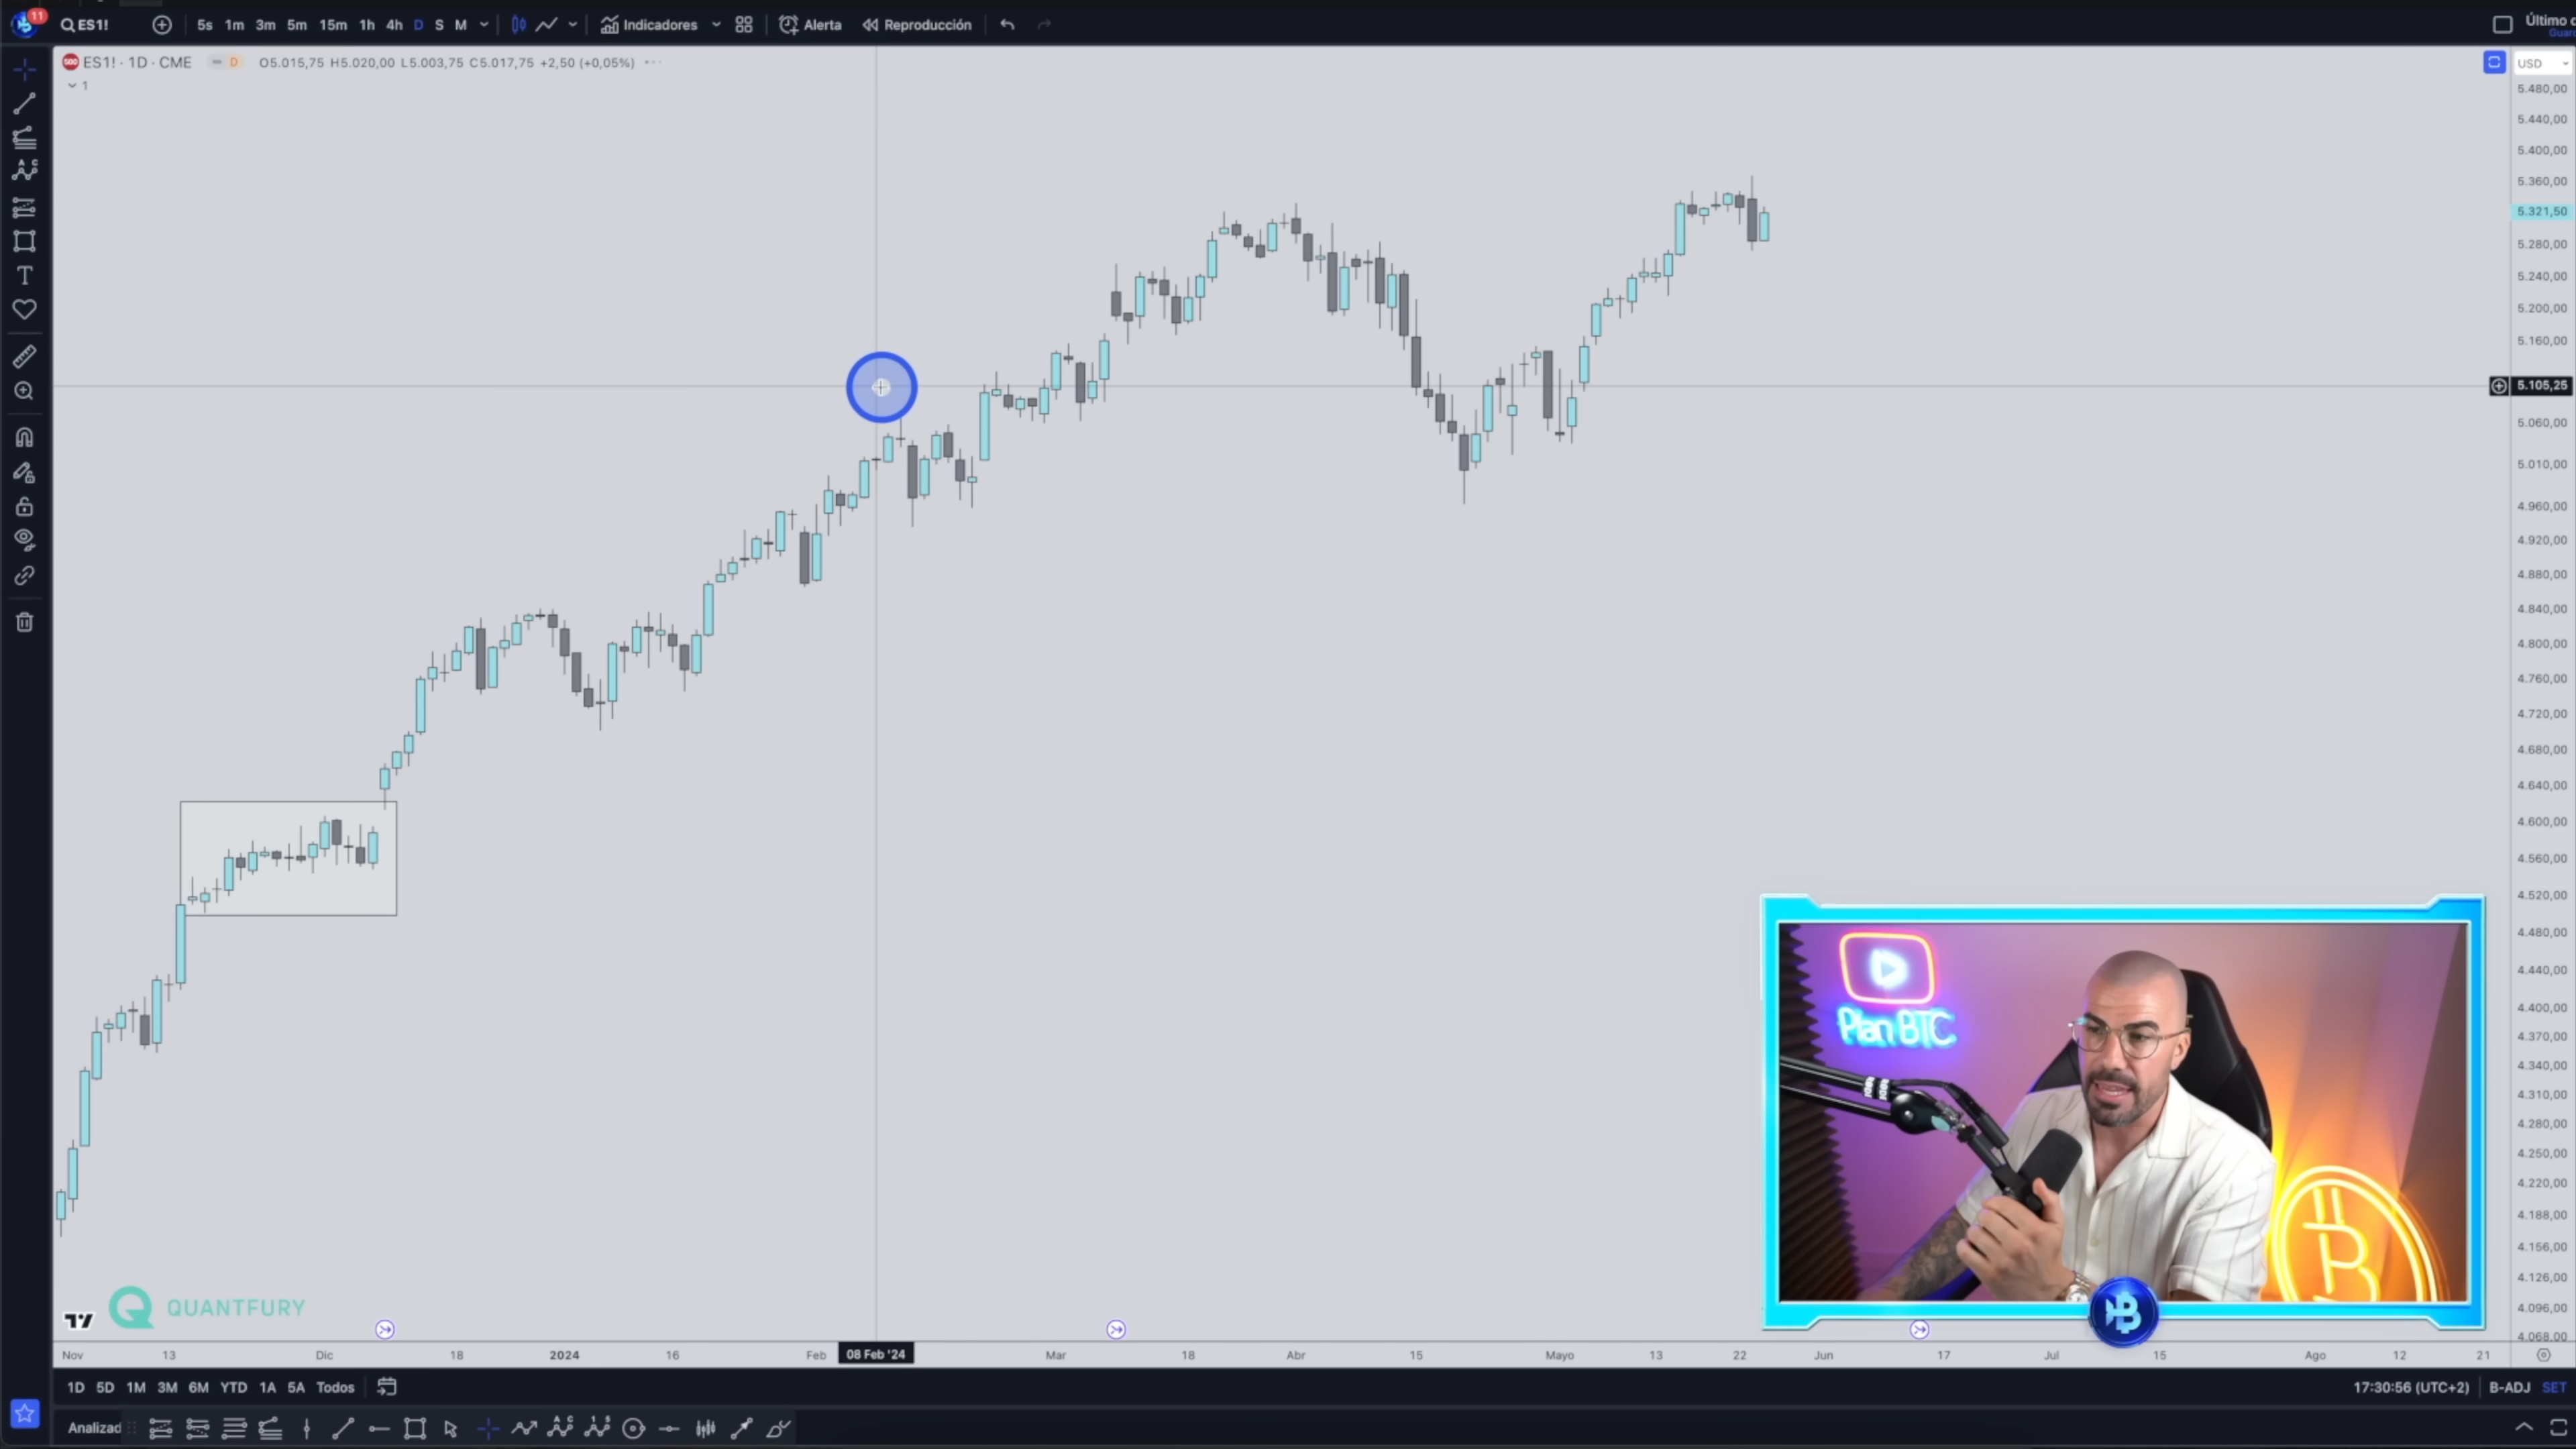 11
ES1!
5s 1m 3m 5m 15m 1h 4h D S M
Indicadores
Alerta
Reproducción
Último
Guar
500 ES1! · 1D · CME D O5.015,75 H5.020,00 L5.003,75 C5.017,75 +2,50 (+0,05%)
1
USD
5.480,00
5.440,00
5.400,00
5.360,00
5.321,50
5.280,00
5.240,00
5.200,00
5.160,00
5.105,25
5.060,00
5.010,00
4.960,00
4.920,00
4.880,00
4.840,00
4.800,00
4.760,00
4.720,00
4.680,00
4.640,00
4.600,00
4.560,00
4.520,00
4.480,00
4.440,00
4.400,00
4.370,00
4.340,00
4.310,00
4.280,00
4.250,00
4.220,00
4.188,00
4.156,00
4.126,00
4.096,00
4.068,00
Plan BTC
QUANTFURY
Nov 13 Dic 18 2024 16 Feb 08 Feb '24 Mar 18 Abr 15 Mayo 13 22 Jun 17 Jul 15 Ago 12 21
1D 5D 1M 3M 6M YTD 1A 5A Todos
17:30:56 (UTC+2) B-ADJ SET
Analizad